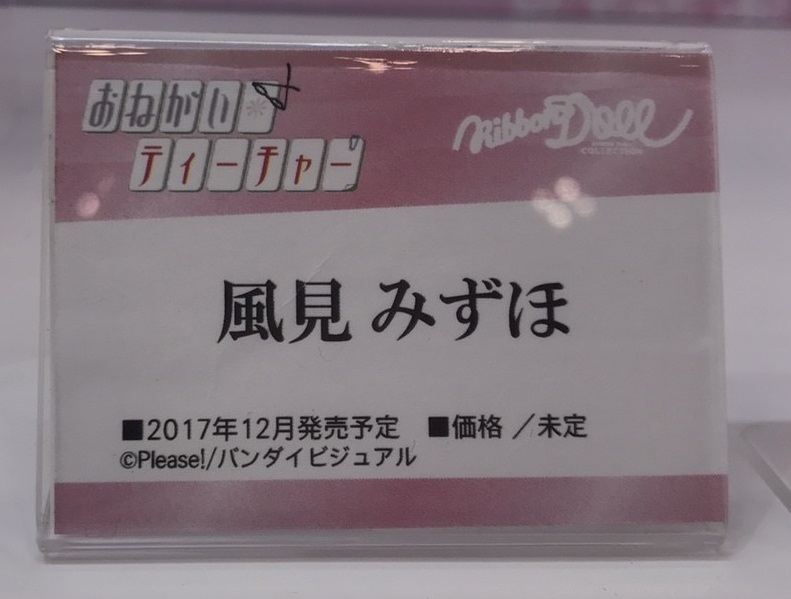 おねがい☆
ティーチャー
Ribbon Doll
COLLECTION
風見 みずほ
■2017年12月発売予定 ■価格／未定
©Please!/バンダイビジュアル